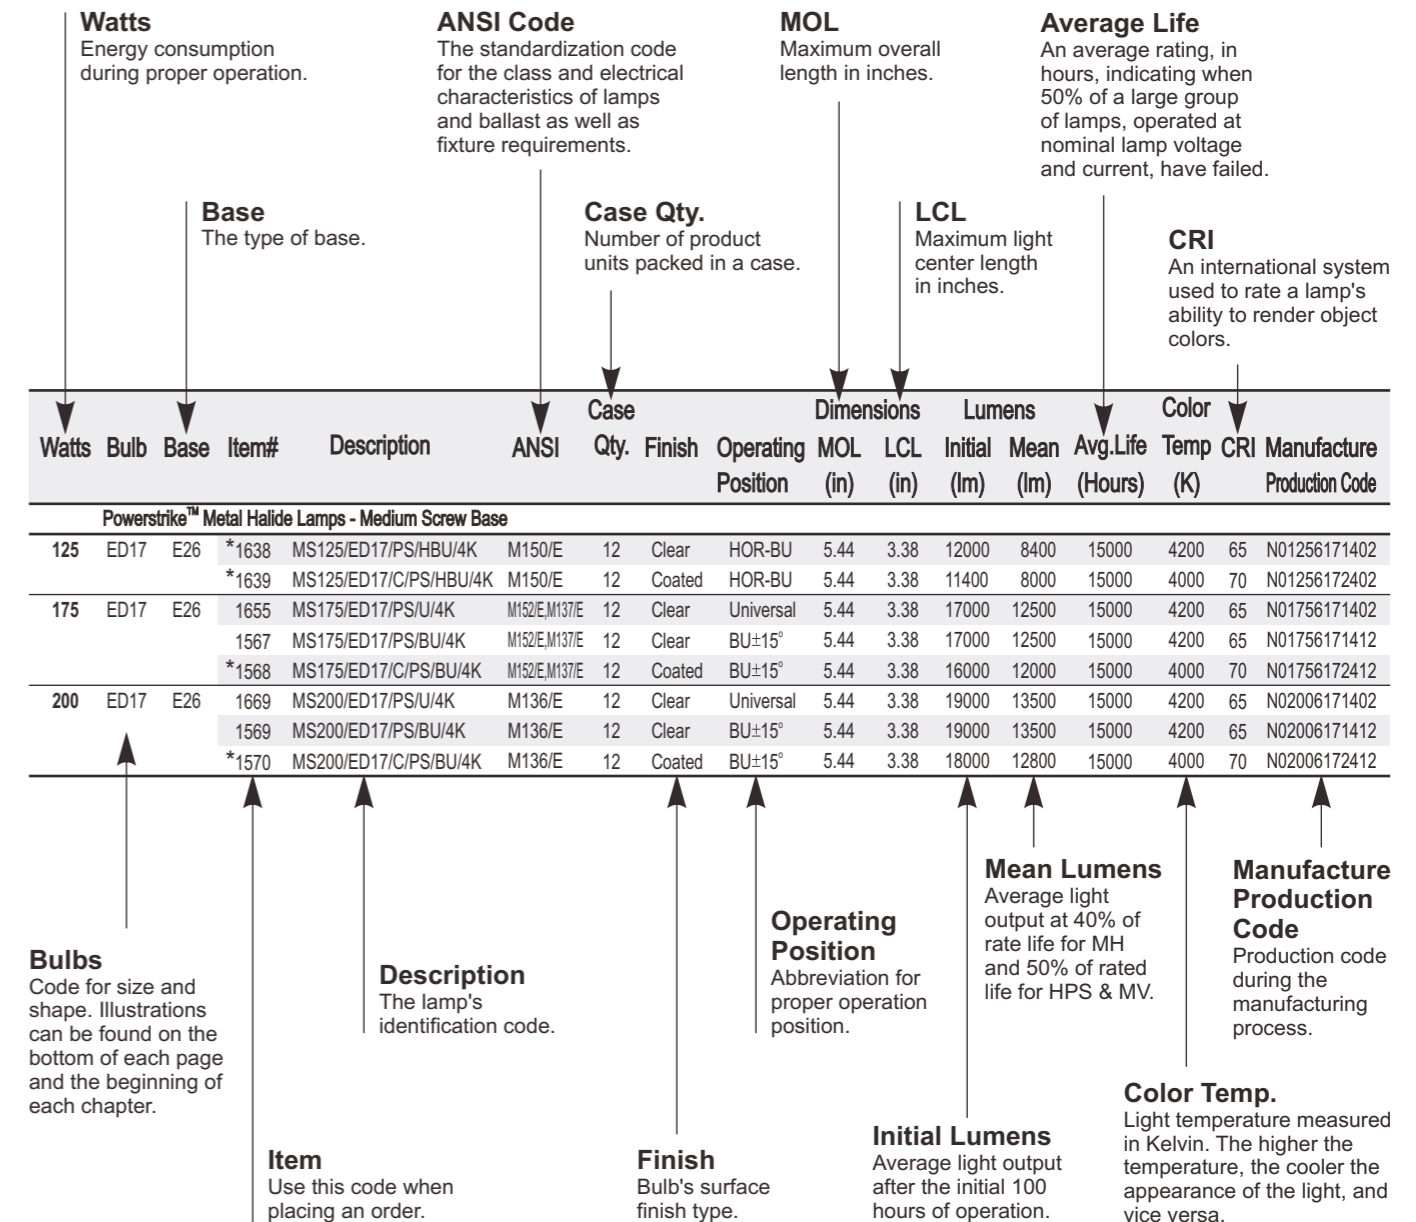 Watts
Energy consumption
during proper operation.
ANSI Code
The standardization code
for the class and electrical
characteristics of lamps
and ballast as well as
fixture requirements.
MOL
Maximum overall
length in inches.
Average Life
An average rating, in
hours, indicating when
50% of a large group
of lamps, operated at
nominal lamp voltage
and current, have failed.
Base
The type of base.
Case Qty.
Number of product
units packed in a case.
LCL
Maximum light
center length
in inches.
CRI
An international system
used to rate a lamp's
ability to render object
colors.
Case Dimensions Lumens Color
Watts Bulb Base Item# Description ANSI Qty. Finish Operating MOL LCL Initial Mean Avg.Life Temp CRI Manufacture
Position (in) (in) (lm) (lm) (Hours) (K) Production Code
Powerstrike™ Metal Halide Lamps - Medium Screw Base
125 ED17 E26 *1638 MS125/ED17/PS/HBU/4K M150/E 12 Clear HOR-BU 5.44 3.38 12000 8400 15000 4200 65 N01256171402
*1639 MS125/ED17/C/PS/HBU/4K M150/E 12 Coated HOR-BU 5.44 3.38 11400 8000 15000 4000 70 N01256172402
175 ED17 E26 1655 MS175/ED17/PS/U/4K M152/E,M137/E 12 Clear Universal 5.44 3.38 17000 12500 15000 4200 65 N01756171402
1567 MS175/ED17/PS/BU/4K M152/E,M137/E 12 Clear BU±15° 5.44 3.38 17000 12500 15000 4200 65 N01756171412
*1568 MS175/ED17/C/PS/BU/4K M152/E,M137/E 12 Coated BU±15° 5.44 3.38 16000 12000 15000 4000 70 N01756172412
200 ED17 E26 1669 MS200/ED17/PS/U/4K M136/E 12 Clear Universal 5.44 3.38 19000 13500 15000 4200 65 N02006171402
1569 MS200/ED17/PS/BU/4K M136/E 12 Clear BU±15° 5.44 3.38 19000 13500 15000 4200 65 N02006171412
*1570 MS200/ED17/C/PS/BU/4K M136/E 12 Coated BU±15° 5.44 3.38 18000 12800 15000 4000 70 N02006172412
Bulbs
Code for size and
shape. Illustrations
can be found on the
bottom of each page
and the beginning of
each chapter.
Description
The lamp's
identification code.
Operating
Position
Abbreviation for
proper operation
position.
Mean Lumens
Average light
output at 40% of
rate life for MH
and 50% of rated
life for HPS & MV.
Manufacture
Production
Code
Production code
during the
manufacturing
process.
Item
Use this code when
placing an order.
Finish
Bulb's surface
finish type.
Initial Lumens
Average light output
after the initial 100
hours of operation.
Color Temp.
Light temperature measured
in Kelvin. The higher the
temperature, the cooler the
appearance of the light, and
vice versa.